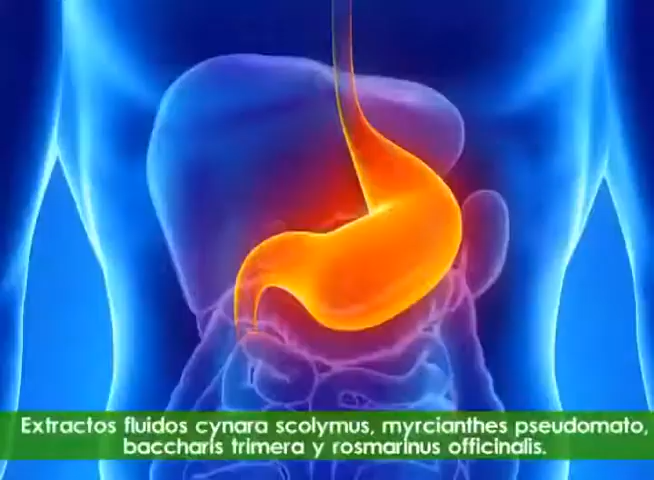 Extractos fluidos cynara scolymus, myrcianthes pseudomato,
baccharis trimera y rosmarinus officinalis.